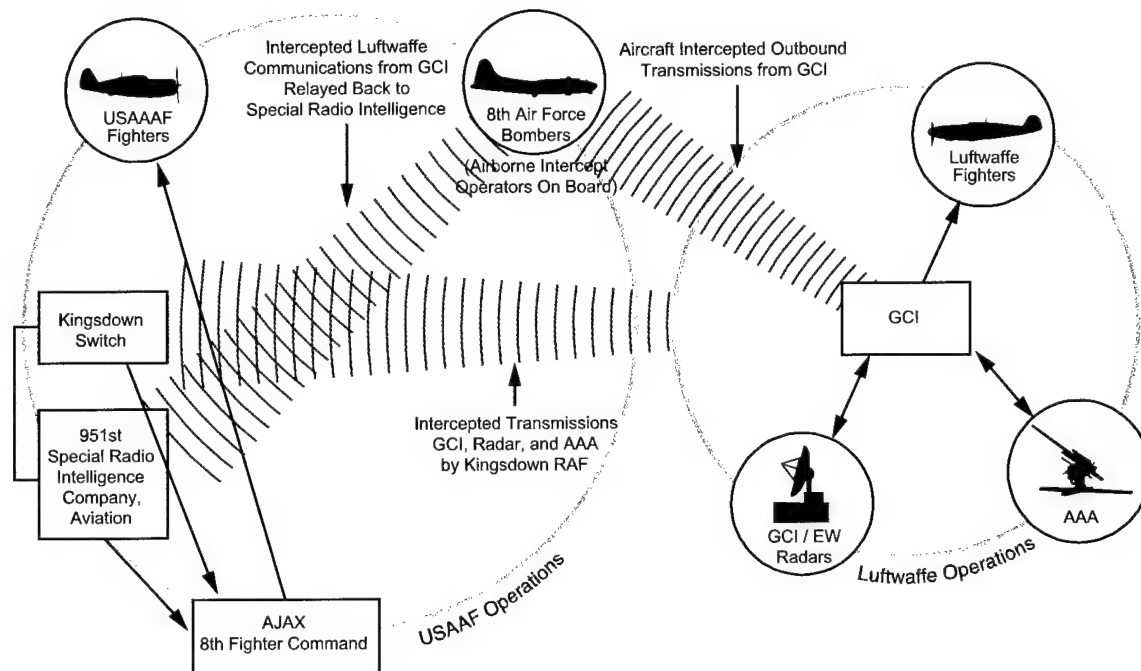 Intercepted Luftwaffe
Communications from GCI
Relayed Back to
Special Radio Intelligence
Aircraft Intercepted Outbound
Transmissions from GCI
USAAAF
Fighters
8th Air Force
Bombers
(Airborne Intercept
Operators On Board)
Luftwaffe
Fighters
Kingsdown
Switch
GCI
951st
Special Radio
Intelligence
Company,
Aviation
Intercepted Transmissions
GCI, Radar, and AAA
by Kingsdown RAF
GCI / EW
Radars
AAA
AJAX
8th Fighter Command
USAAF Operations
Luftwaffe Operations